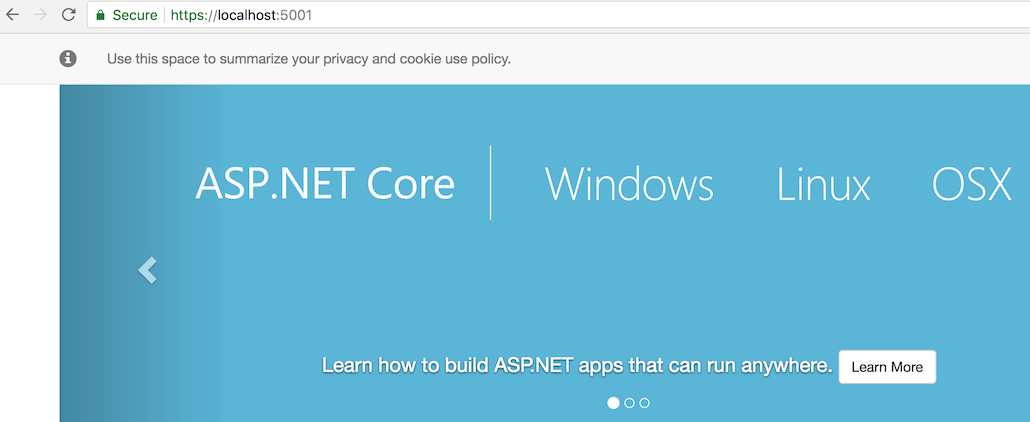 Secure https://localhost:5001
Use this space to summarize your privacy and cookie use policy.
ASP.NET Core Windows Linux OSX
Learn how to build ASP.NET apps that can run anywhere. Learn More